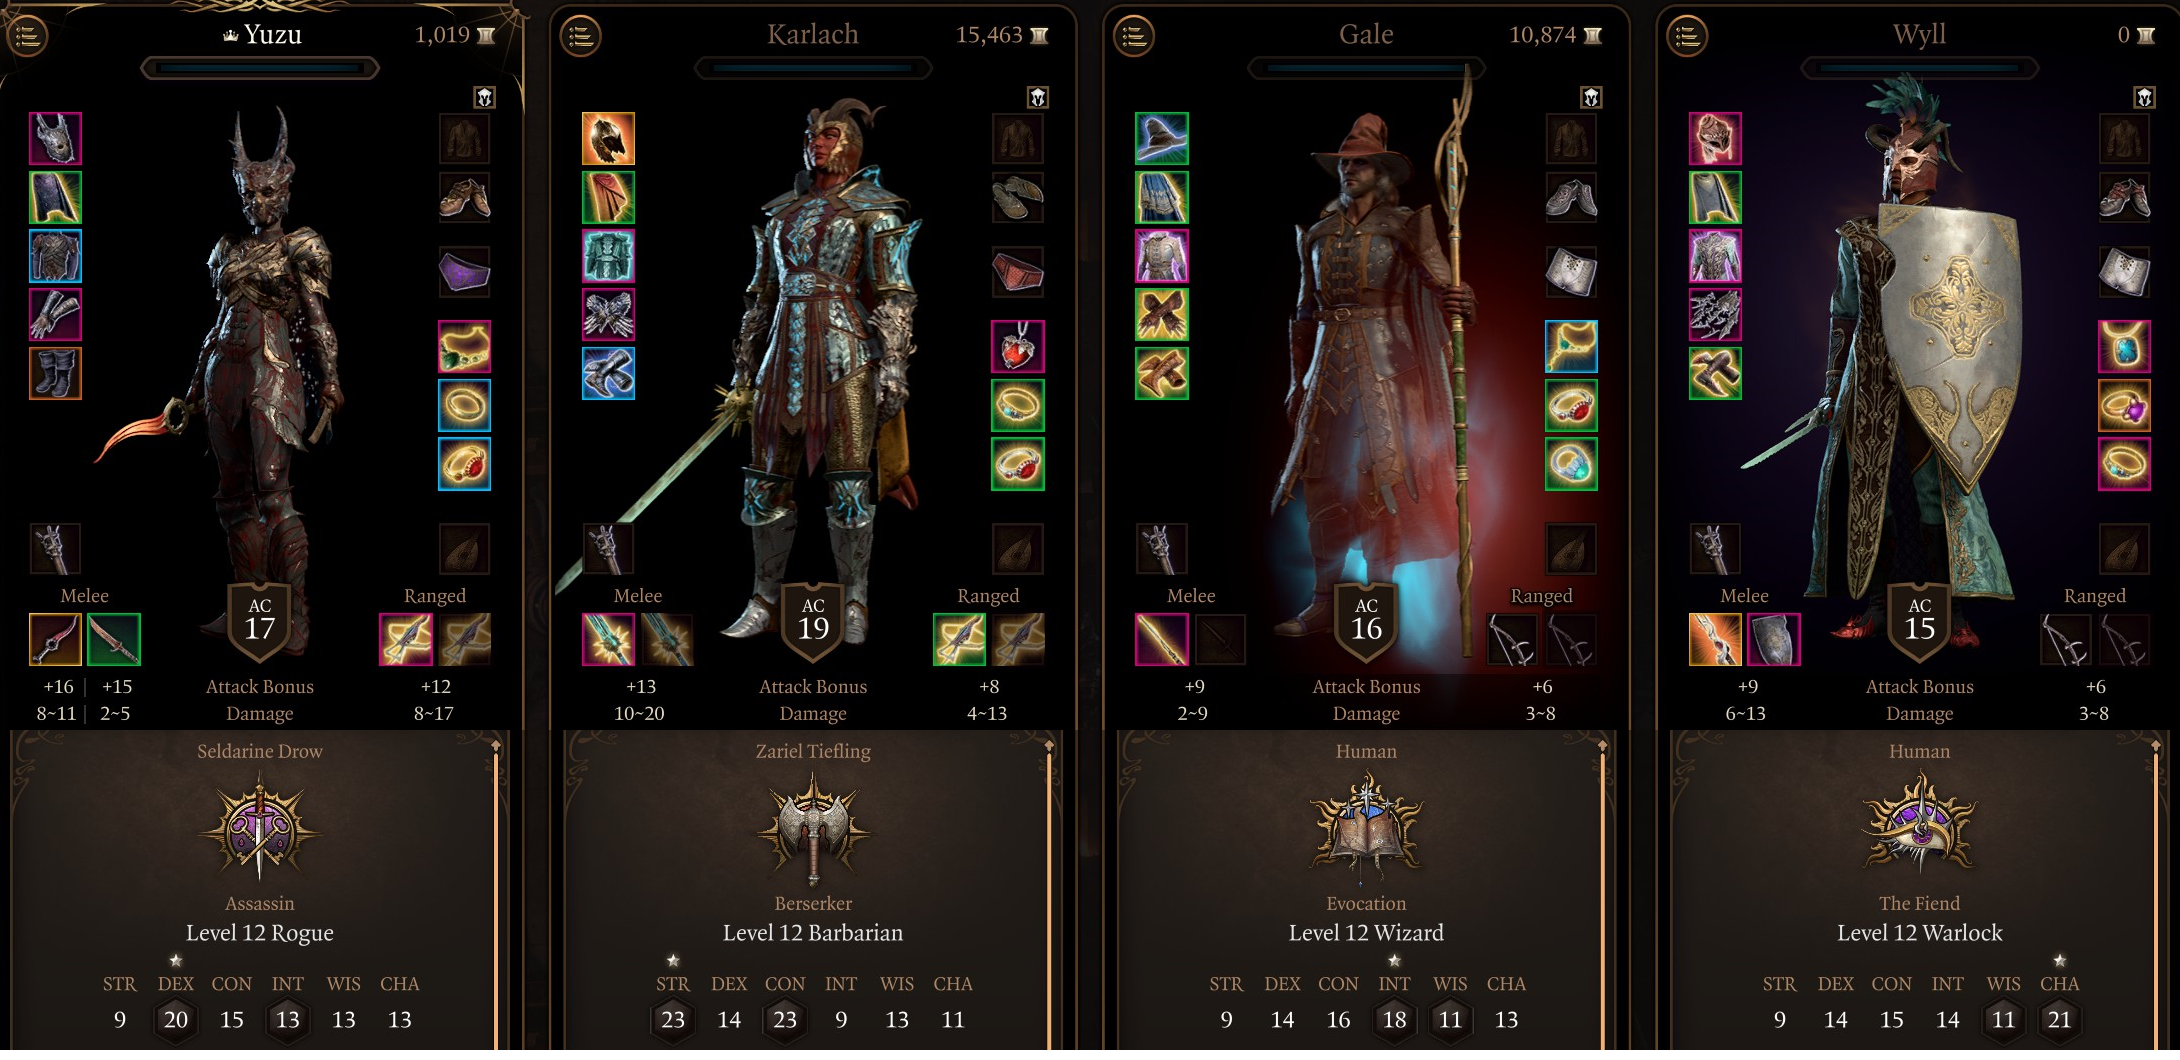 Yuzu 1,019
AC
17
Melee Ranged
+16 | +15 Attack Bonus +12
8~11 | 2~5 Damage 8~17
Seldarine Drow
Assassin
Level 12 Rogue
STR DEX CON INT WIS CHA
9 20 15 13 13 13
Karlach 15,463
AC
19
Melee Ranged
+13 Attack Bonus +8
10~20 Damage 4~13
Zariel Tiefling
Berserker
Level 12 Barbarian
STR DEX CON INT WIS CHA
23 14 23 9 13 11
Gale 10,874
AC
16
Melee Ranged
+9 Attack Bonus +6
2~9 Damage 3~8
Human
Evocation
Level 12 Wizard
STR DEX CON INT WIS CHA
9 14 16 18 11 13
Wyll 0
AC
15
Melee Ranged
+9 Attack Bonus +6
6~13 Damage 3~8
Human
The Fiend
Level 12 Warlock
STR DEX CON INT WIS CHA
9 14 15 14 11 21